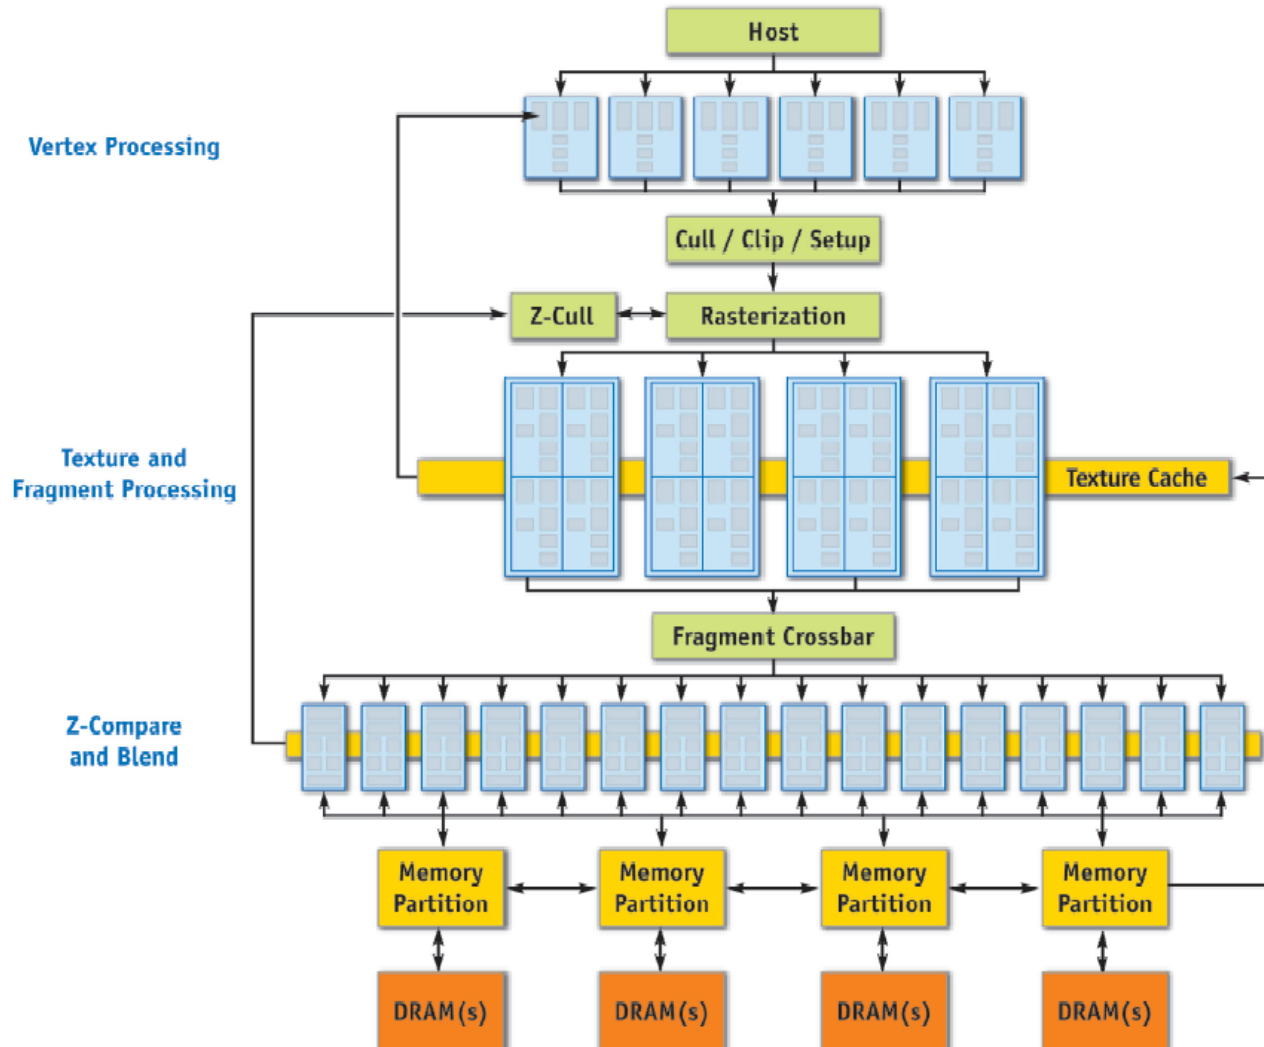 Host
Vertex Processing
Cull / Clip / Setup
Z-Cull
Rasterization
Texture and
Fragment Processing
Texture Cache
Fragment Crossbar
Z-Compare
and Blend
Memory
Partition
Memory
Partition
Memory
Partition
Memory
Partition
DRAM(s)
DRAM(s)
DRAM(s)
DRAM(s)